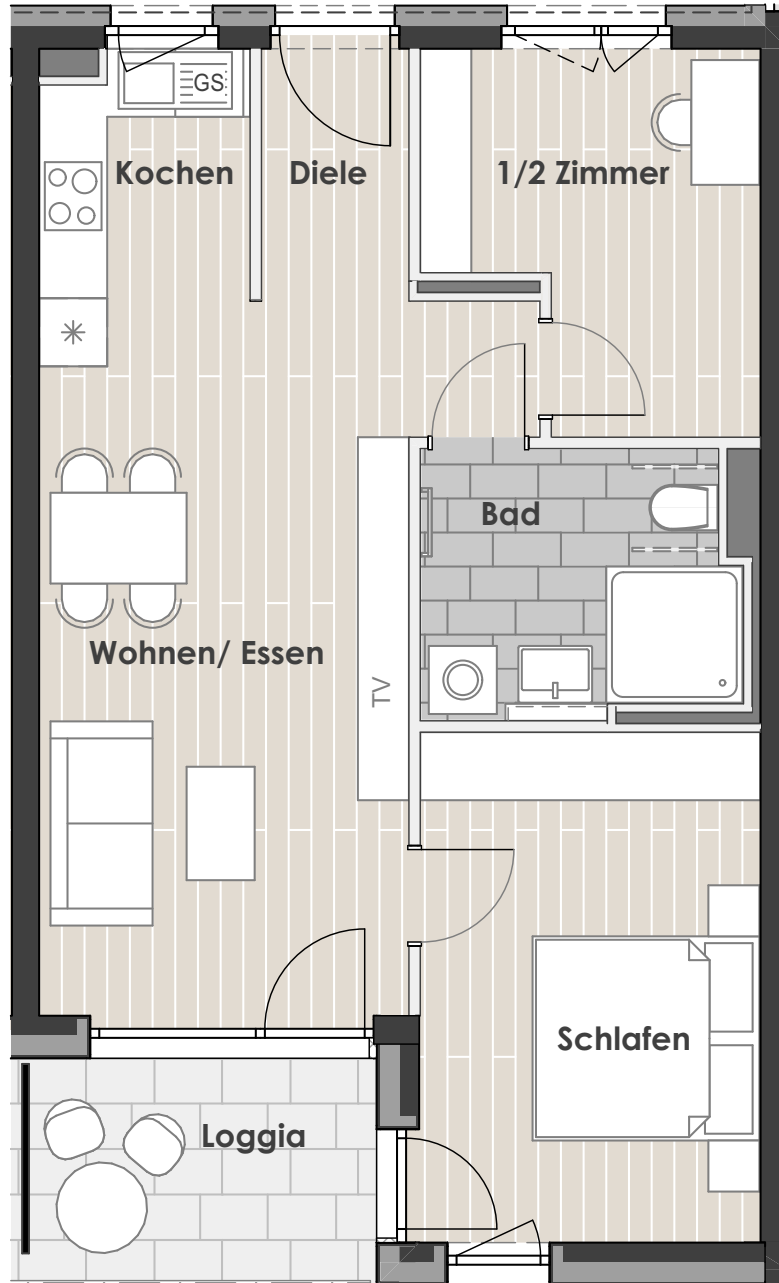 GS
Kochen
Diele
1/2 Zimmer
Bad
Wohnen/ Essen
TV
Schlafen
Loggia